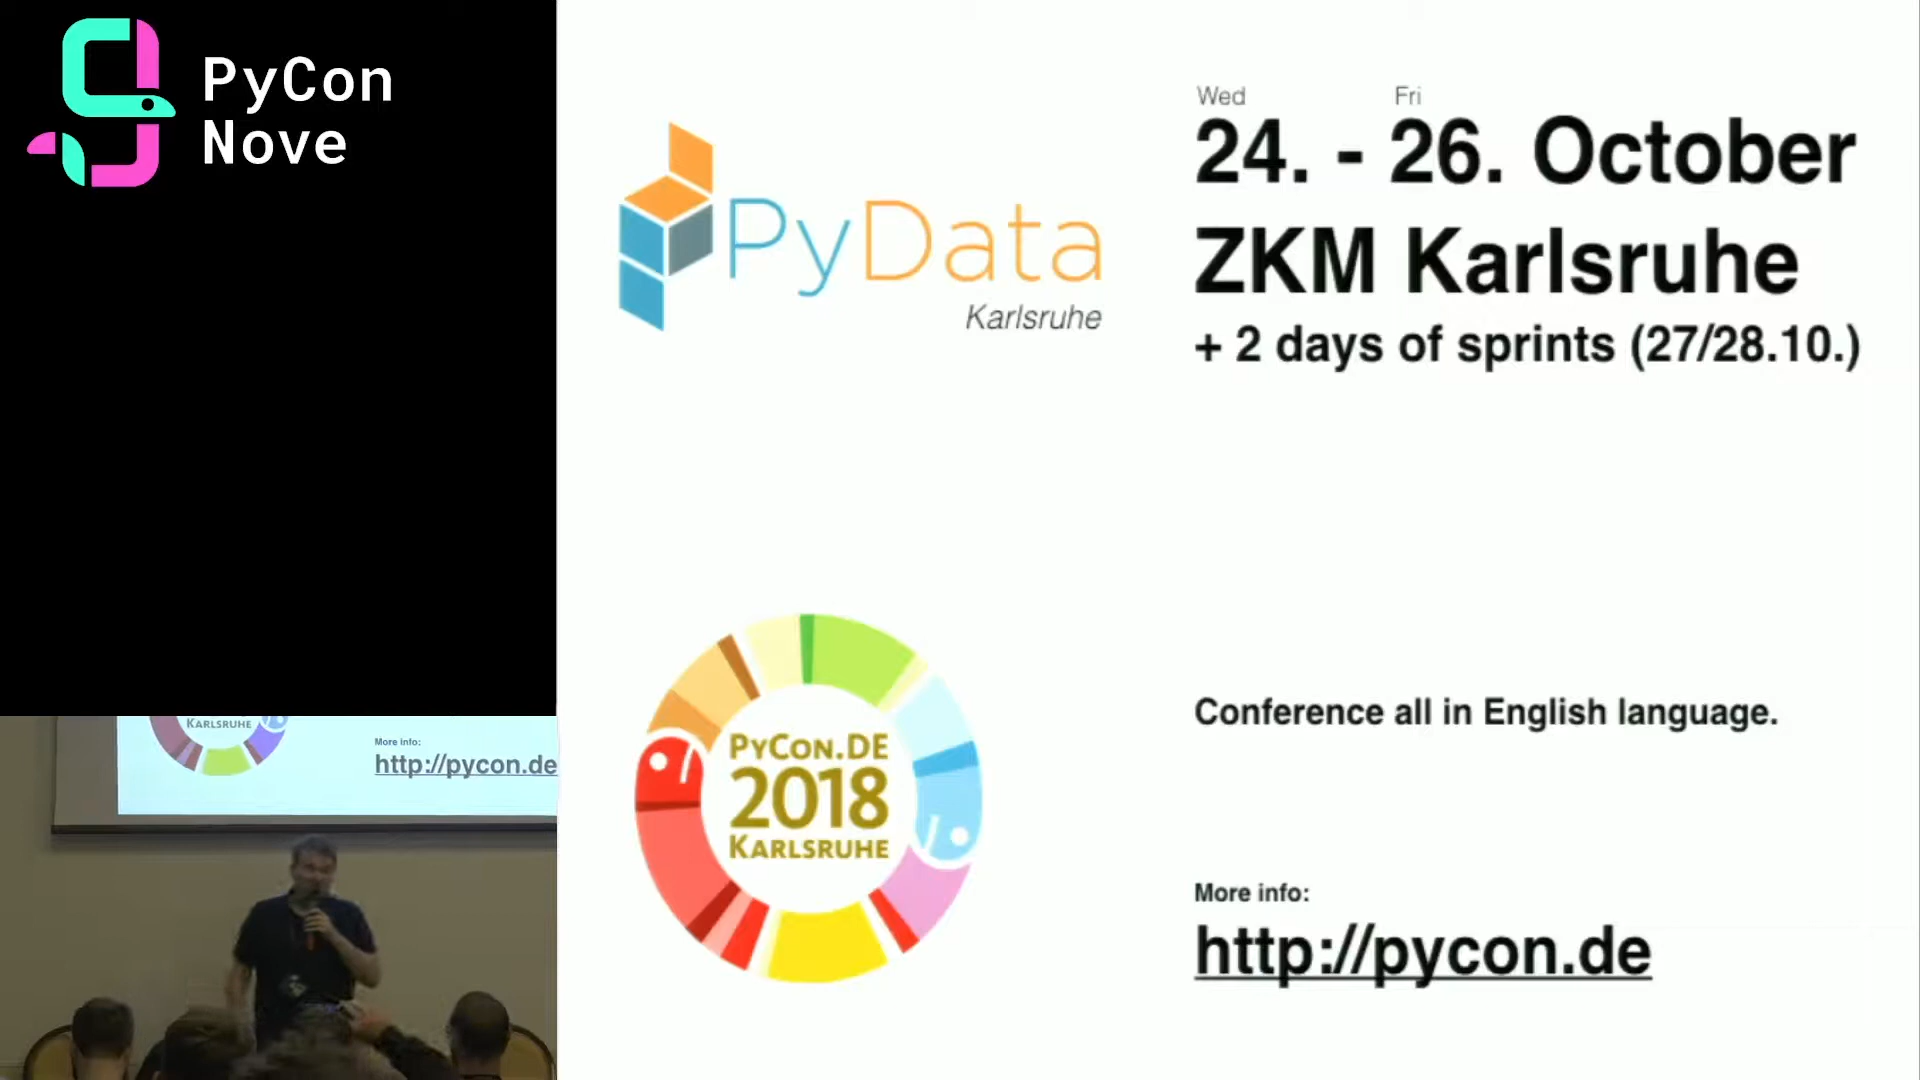 PyCon
Nove
Wed Fri
24. - 26. October
ZKM Karlsruhe
+ 2 days of sprints (27/28.10.)
PyData
Karlsruhe
PYCON.DE
2018
KARLSRUHE
Conference all in English language.
More info:
http://pycon.de
KARLSRUHE
More info:
http://pycon.de